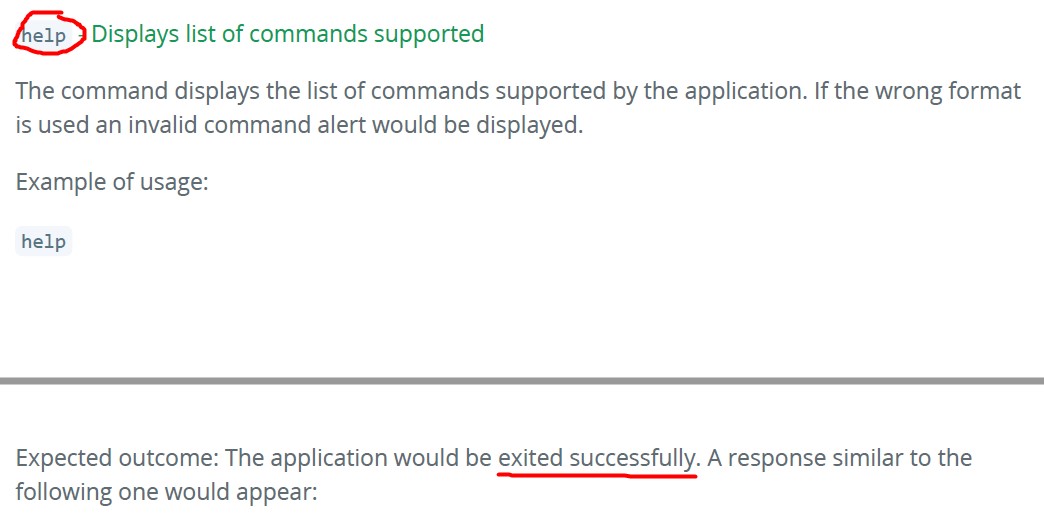 help - Displays list of commands supported
The command displays the list of commands supported by the application. If the wrong format
is used an invalid command alert would be displayed.
Example of usage:
help
Expected outcome: The application would be exited successfully. A response similar to the
following one would appear: